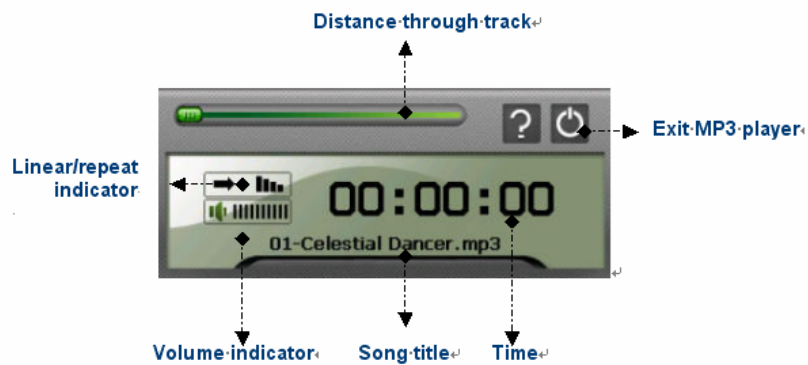 Distance through track
?
Exit MP3 player
Linear/repeat
indicator
00:00:00
01-Celestial Dancer.mp3
Volume indicator
Song title
Time